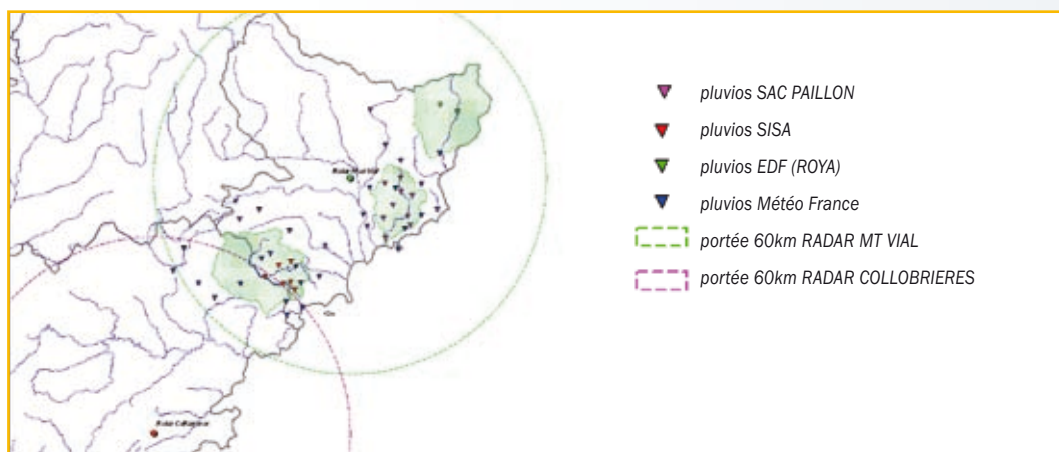 pluvios SAC PAILLON
pluvios SISA
pluvios EDF (ROYA)
pluvios Météo France
portée 60km RADAR MT VIAL
portée 60km RADAR COLLOBRIERES